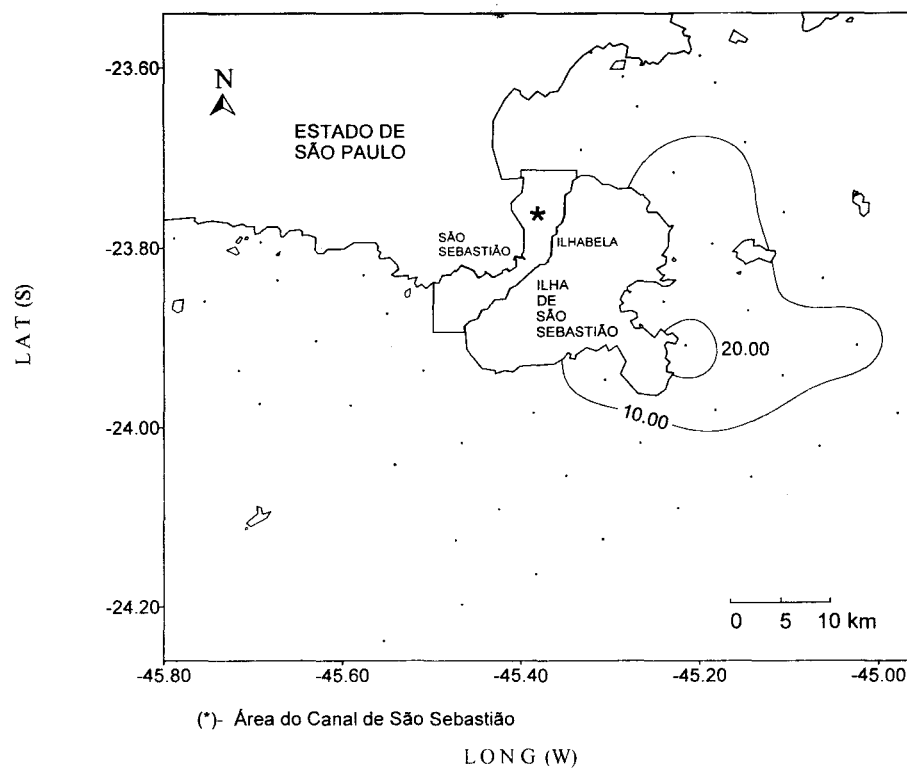 -23.60
N
ESTADO DE
SÃO PAULO
-23.80
SÃO
SEBASTIÃO
*
ILHABELA
ILHA
DE
SÃO
SEBASTIÃO
LAT (S)
20.00
10.00
-24.00
-24.20
0 5 10 km
-45.80 -45.60 -45.40 -45.20 -45.00
(*)- Área do Canal de São Sebastião
LONG (W)